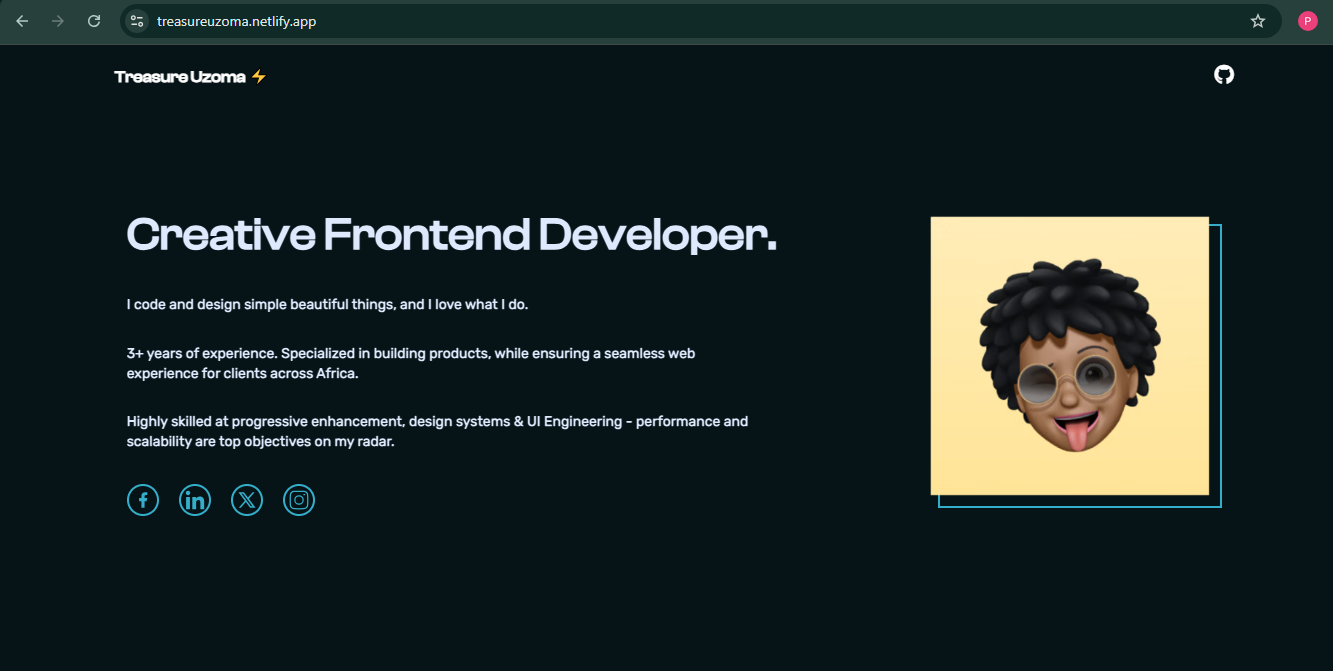 treasureuzoma.netlify.app
P
Treasure Uzoma ⚡
Creative Frontend Developer.
I code and design simple beautiful things, and I love what I do.
3+ years of experience. Specialized in building products, while ensuring a seamless web
experience for clients across Africa.
Highly skilled at progressive enhancement, design systems & UI Engineering - performance and
scalability are top objectives on my radar.